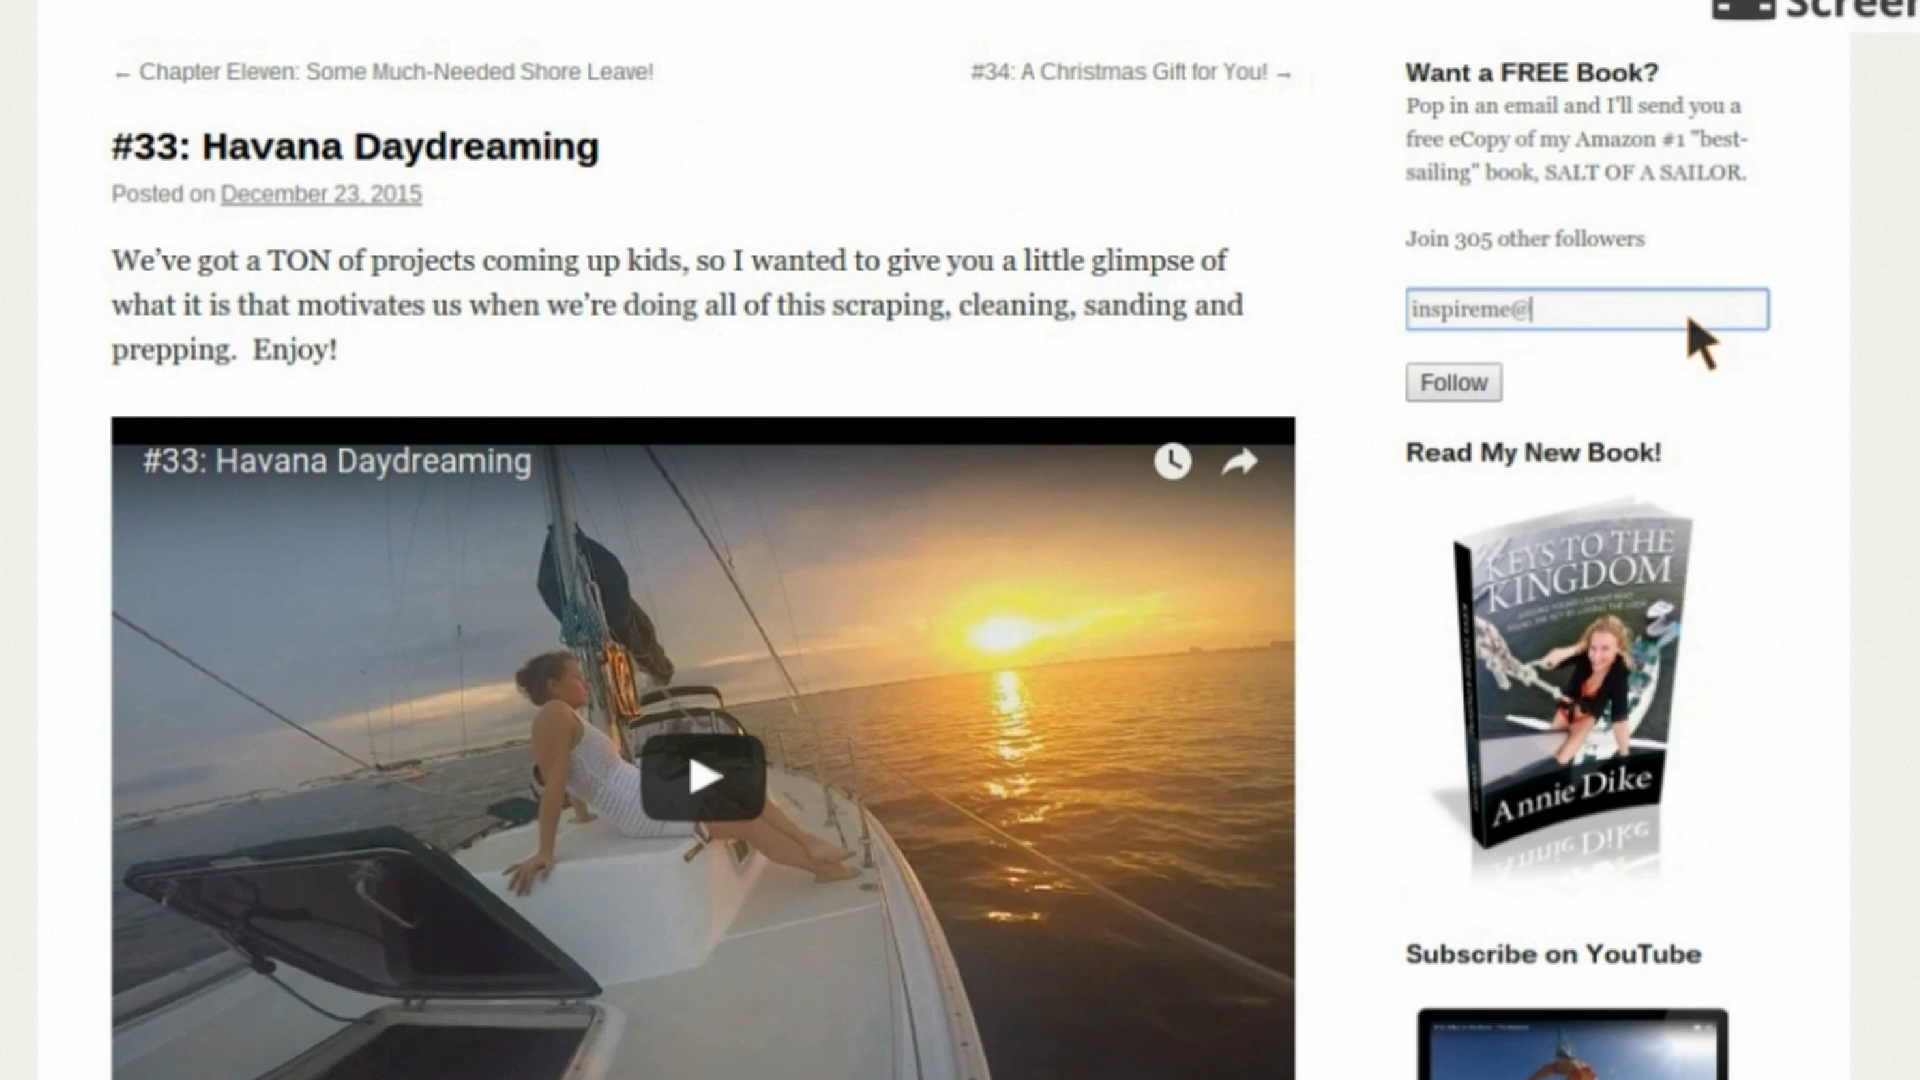 Screen
← Chapter Eleven: Some Much-Needed Shore Leave!
#34: A Christmas Gift for You! →
#33: Havana Daydreaming
Posted on December 23, 2015
We've got a TON of projects coming up kids, so I wanted to give you a little glimpse of
what it is that motivates us when we're doing all of this scraping, cleaning, sanding and
prepping. Enjoy!
#33: Havana Daydreaming
Want a FREE Book?
Pop in an email and I'll send you a
free eCopy of my Amazon #1 "best-
sailing" book, SALT OF A SAILOR.
Join 305 other followers
inspireme@
Follow
Read My New Book!
KEYS TO THE
KINGDOM
Annie Dike
Subscribe on YouTube